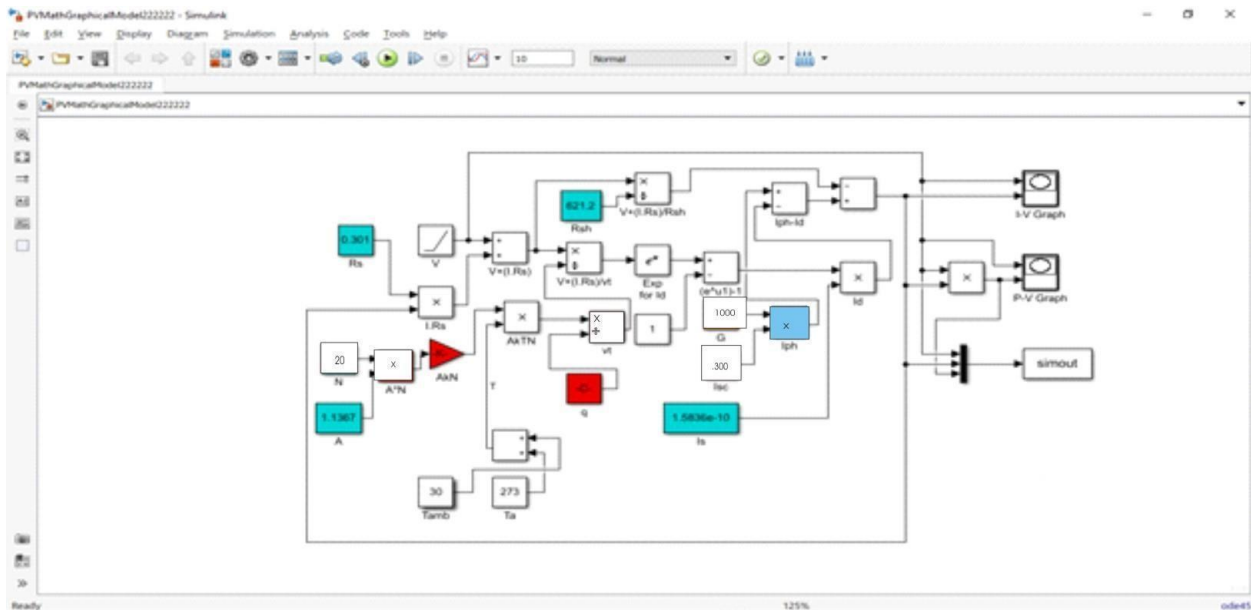 PVMathGraphicalModel222222 - Simulink
File Edit View Display Diagram Simulation Analysis Code Tools Help
10 Normal
PVMathGraphicalModel222222
PVMathGraphicalModel222222
0.301
Rs
V
V+(I.Rs)
621.2
Rsh
V+(I.Rs)/Rsh
Iph-Id
I-V Graph
V+(I.Rs)/vt
Exp
for Id
(e^u1)-1
Id
P-V Graph
I.Rs
AkTN
vt
1
1000
G
Iph
20
N
A*N
AkN
.300
Isc
simout
-C-
q
T
1.1367
A
1.5836e-10
Is
30
Tamb
273
Ta
Ready 125% ode45